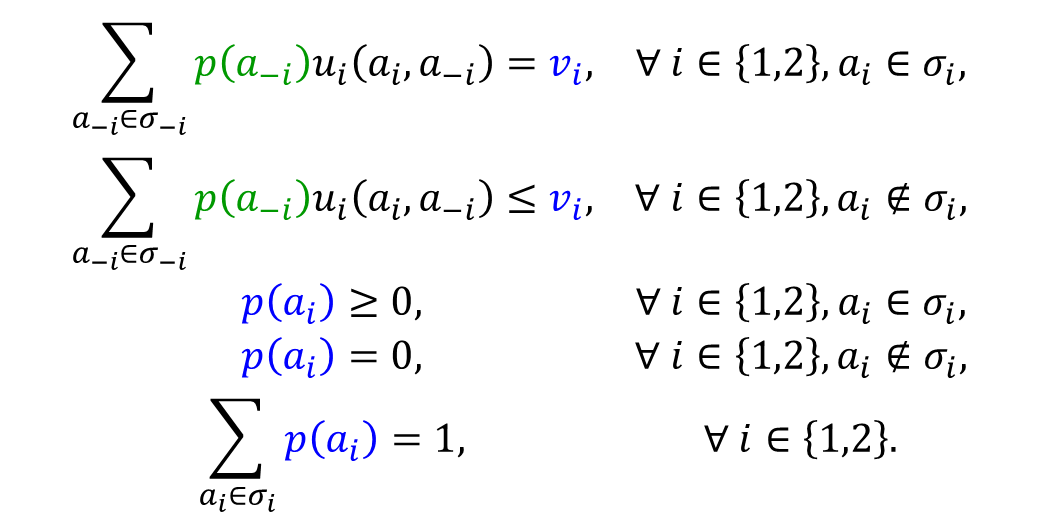 ∑_{a_{−i}∈σ_{−i}} p(a_{−i})u_i(a_i, a_{−i}) = v_i, ∀ i ∈ {1,2}, a_i ∈ σ_i,
∑_{a_{−i}∈σ_{−i}} p(a_{−i})u_i(a_i, a_{−i}) ≤ v_i, ∀ i ∈ {1,2}, a_i ∉ σ_i,
p(a_i) ≥ 0, ∀ i ∈ {1,2}, a_i ∈ σ_i,
p(a_i) = 0, ∀ i ∈ {1,2}, a_i ∉ σ_i,
∑_{a_i∈σ_i} p(a_i) = 1, ∀ i ∈ {1,2}.